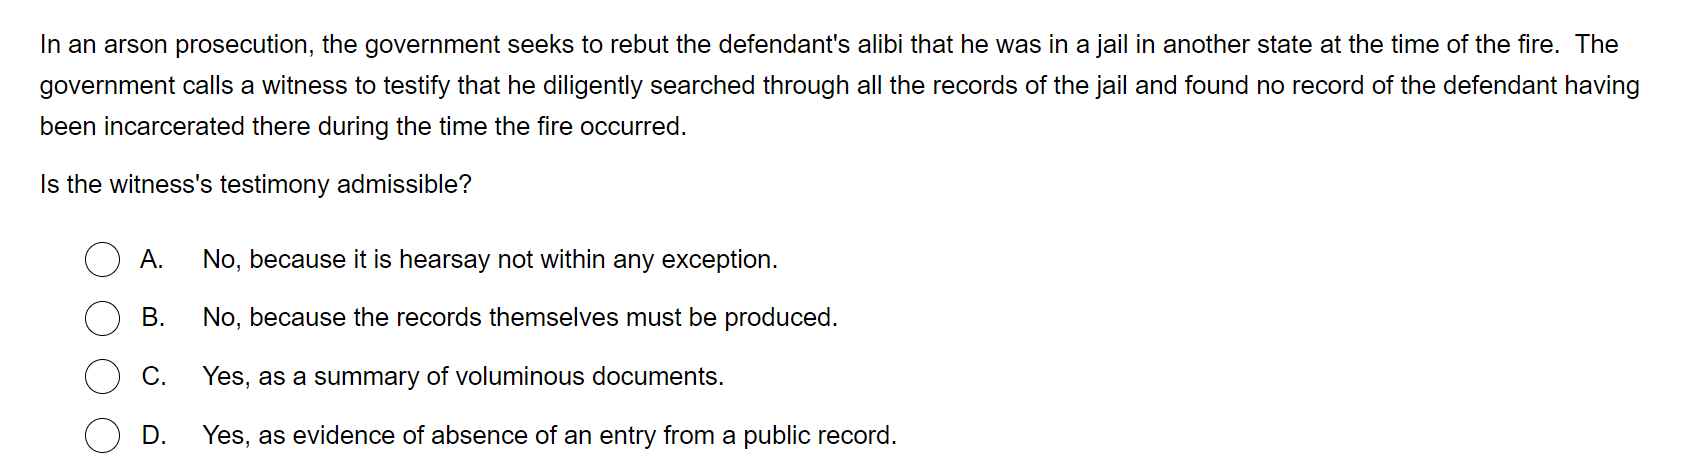 In an arson prosecution, the government seeks to rebut the defendant's alibi that he was in a jail in another state at the time of the fire.  The
government calls a witness to testify that he diligently searched through all the records of the jail and found no record of the defendant having
been incarcerated there during the time the fire occurred.
Is the witness's testimony admissible?
A. No, because it is hearsay not within any exception.
B. No, because the records themselves must be produced.
C. Yes, as a summary of voluminous documents.
D. Yes, as evidence of absence of an entry from a public record.